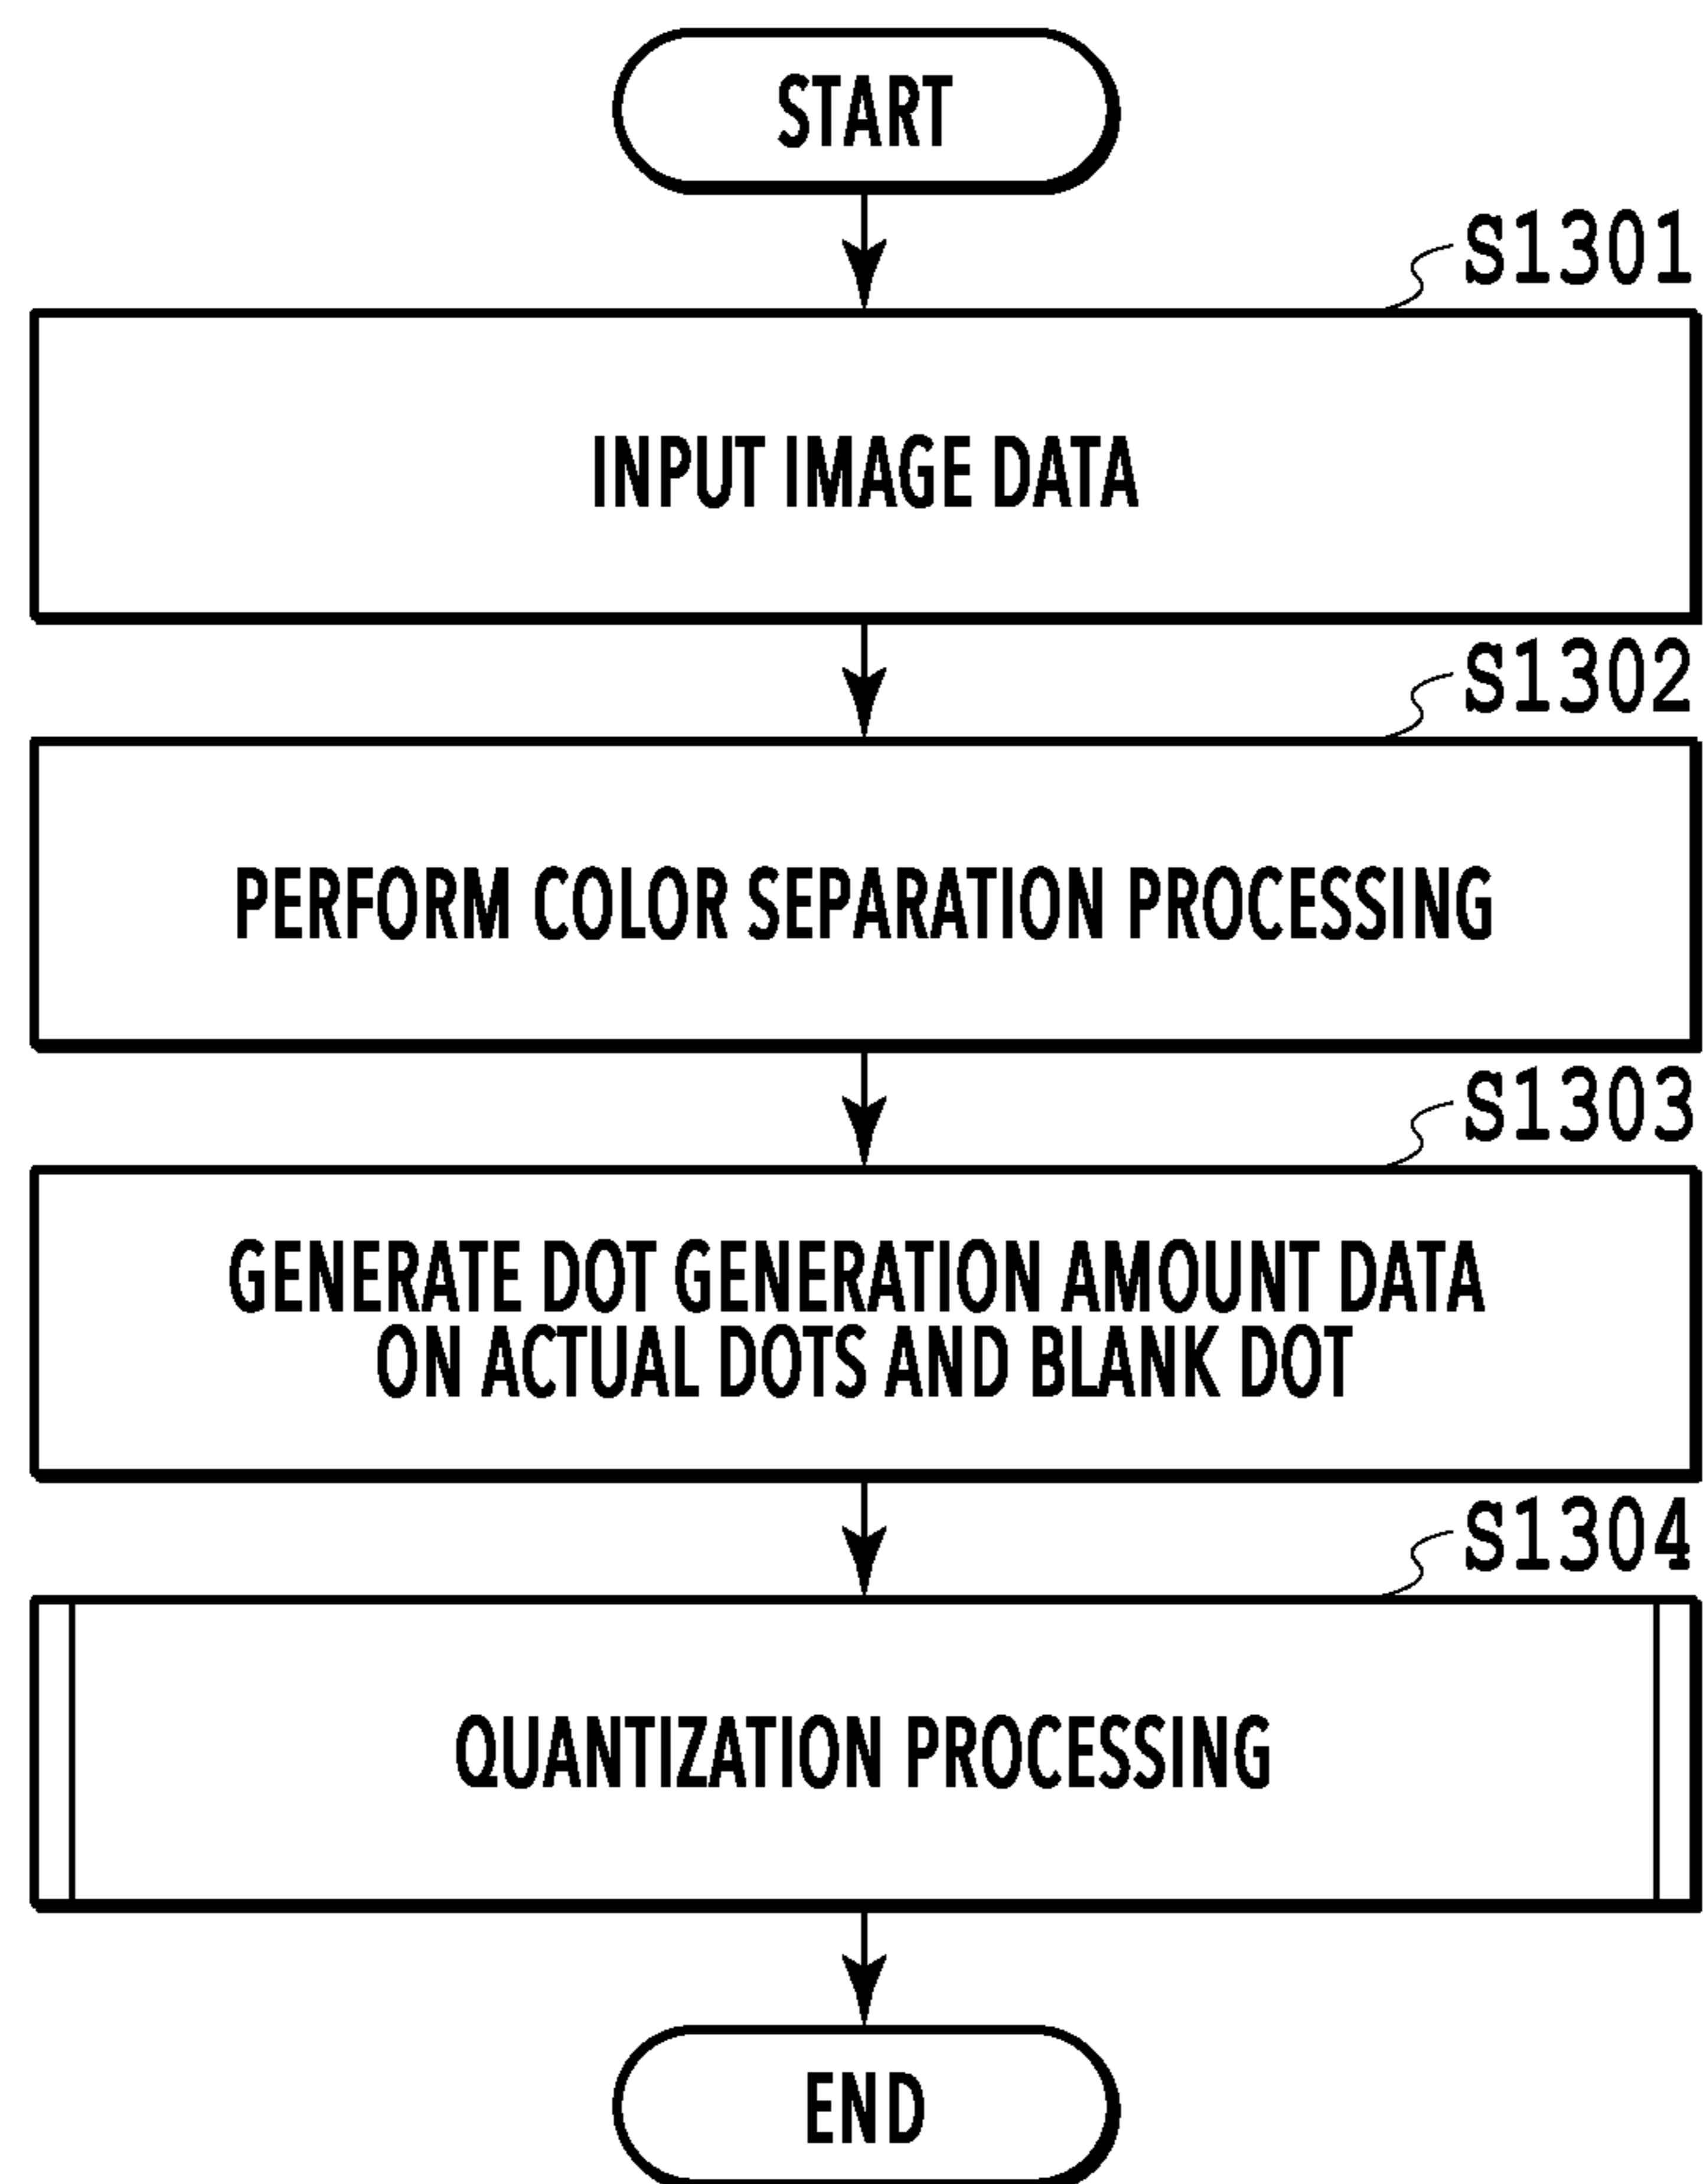 START
S1301
INPUT IMAGE DATA
S1302
PERFORM COLOR SEPARATION PROCESSING
S1303
GENERATE DOT GENERATION AMOUNT DATA
ON ACTUAL DOTS AND BLANK DOT
S1304
QUANTIZATION PROCESSING
END